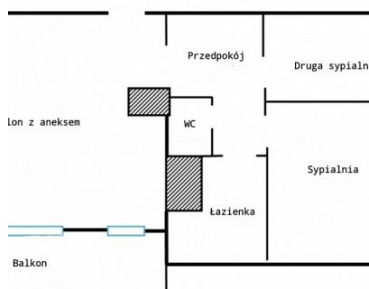 Przedpokój
Druga sypialn
lon z aneksem
WC
Sypialnia
Łazienka
Balkon